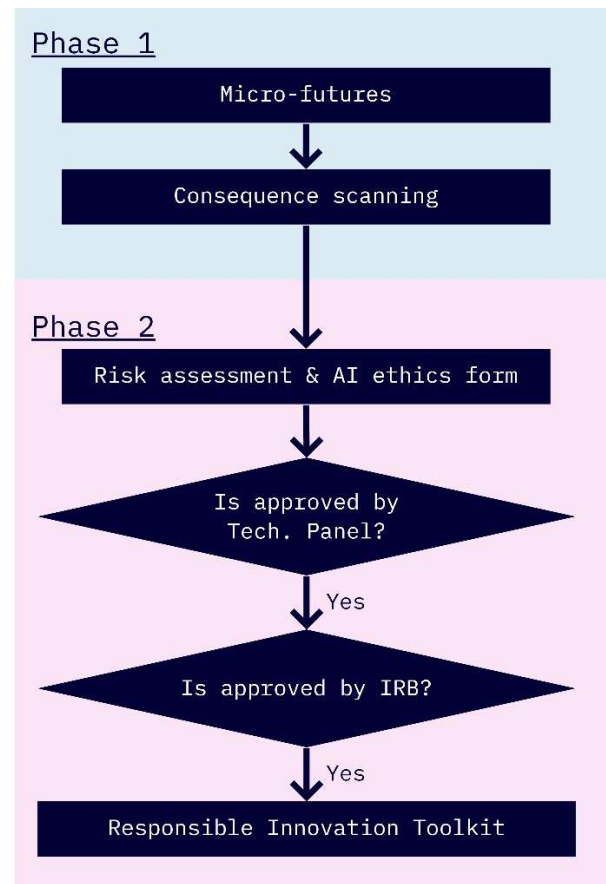 Phase 1
Micro-futures
Consequence scanning
Phase 2
Risk assessment & AI ethics form
Is approved by
Tech. Panel?
Yes
Is approved by IRB?
Yes
Responsible Innovation Toolkit